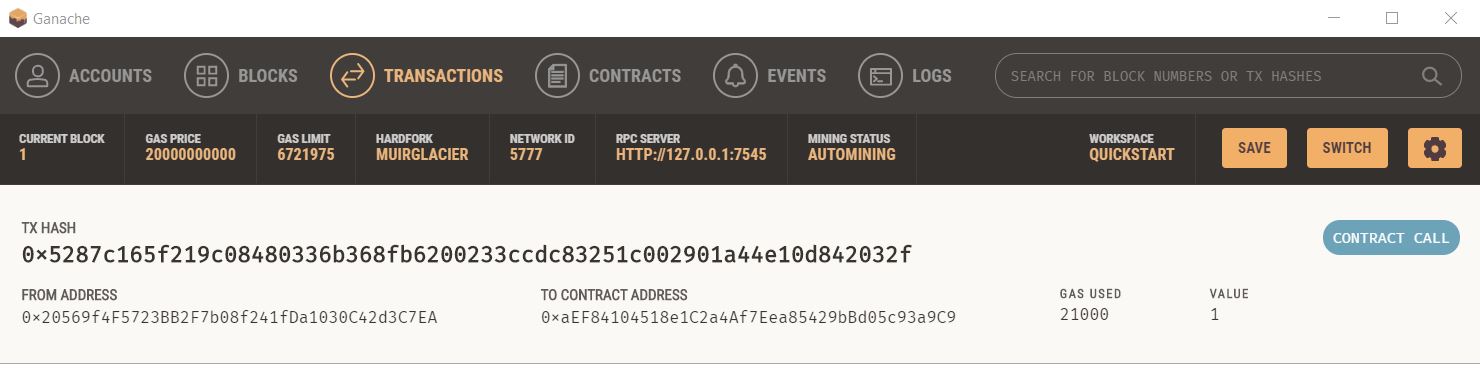 Ganache
ACCOUNTS BLOCKS TRANSACTIONS CONTRACTS EVENTS LOGS SEARCH FOR BLOCK NUMBERS OR TX HASHES
CURRENT BLOCK GAS PRICE GAS LIMIT HARDFORK NETWORK ID RPC SERVER MINING STATUS WORKSPACE
1 20000000000 6721975 MUIRGLACIER 5777 HTTP://127.0.0.1:7545 AUTOMINING QUICKSTART SAVE SWITCH
TX HASH
0×5287c165f219c08480336b368fb6200233ccdc83251c002901a44e10d842032f CONTRACT CALL
FROM ADDRESS TO CONTRACT ADDRESS GAS USED VALUE
0×20569f4F5723BB2F7b08f241fDa1030C42d3C7EA 0×aEF84104518e1C2a4Af7Eea85429bBd05c93a9C9 21000 1